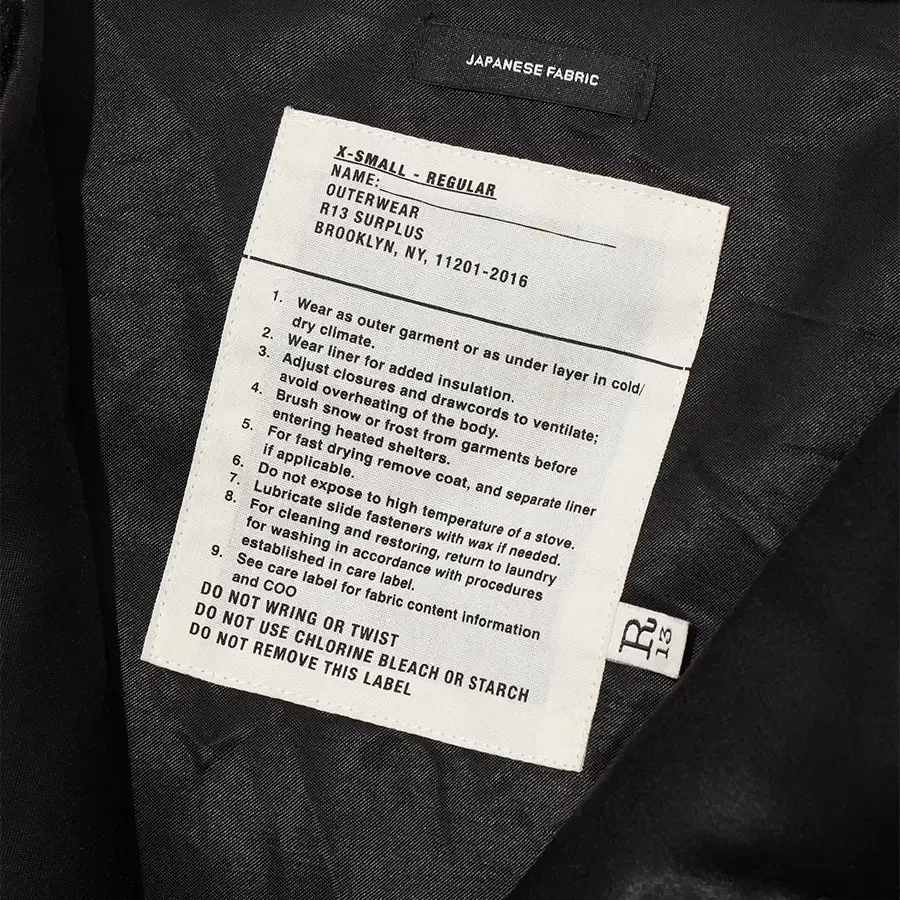 JAPANESE FABRIC
X-SMALL - REGULAR
NAME:
OUTERWEAR
R13 SURPLUS
BROOKLYN, NY, 11201-2016
1. Wear as outer garment or as under layer in cold/
dry climate.
2. Wear liner for added insulation.
3. Adjust closures and drawcords to ventilate;
avoid overheating of the body.
4. Brush snow or frost from garments before
entering heated shelters.
5. For fast drying remove coat, and separate liner
if applicable.
6. Do not expose to high temperature of a stove.
7. Lubricate slide fasteners with wax if needed.
8. For cleaning and restoring, return to laundry
for washing in accordance with procedures
established in care label.
9. See care label for fabric content information
and COO
DO NOT WRING OR TWIST
DO NOT USE CHLORINE BLEACH OR STARCH
DO NOT REMOVE THIS LABEL
R
13